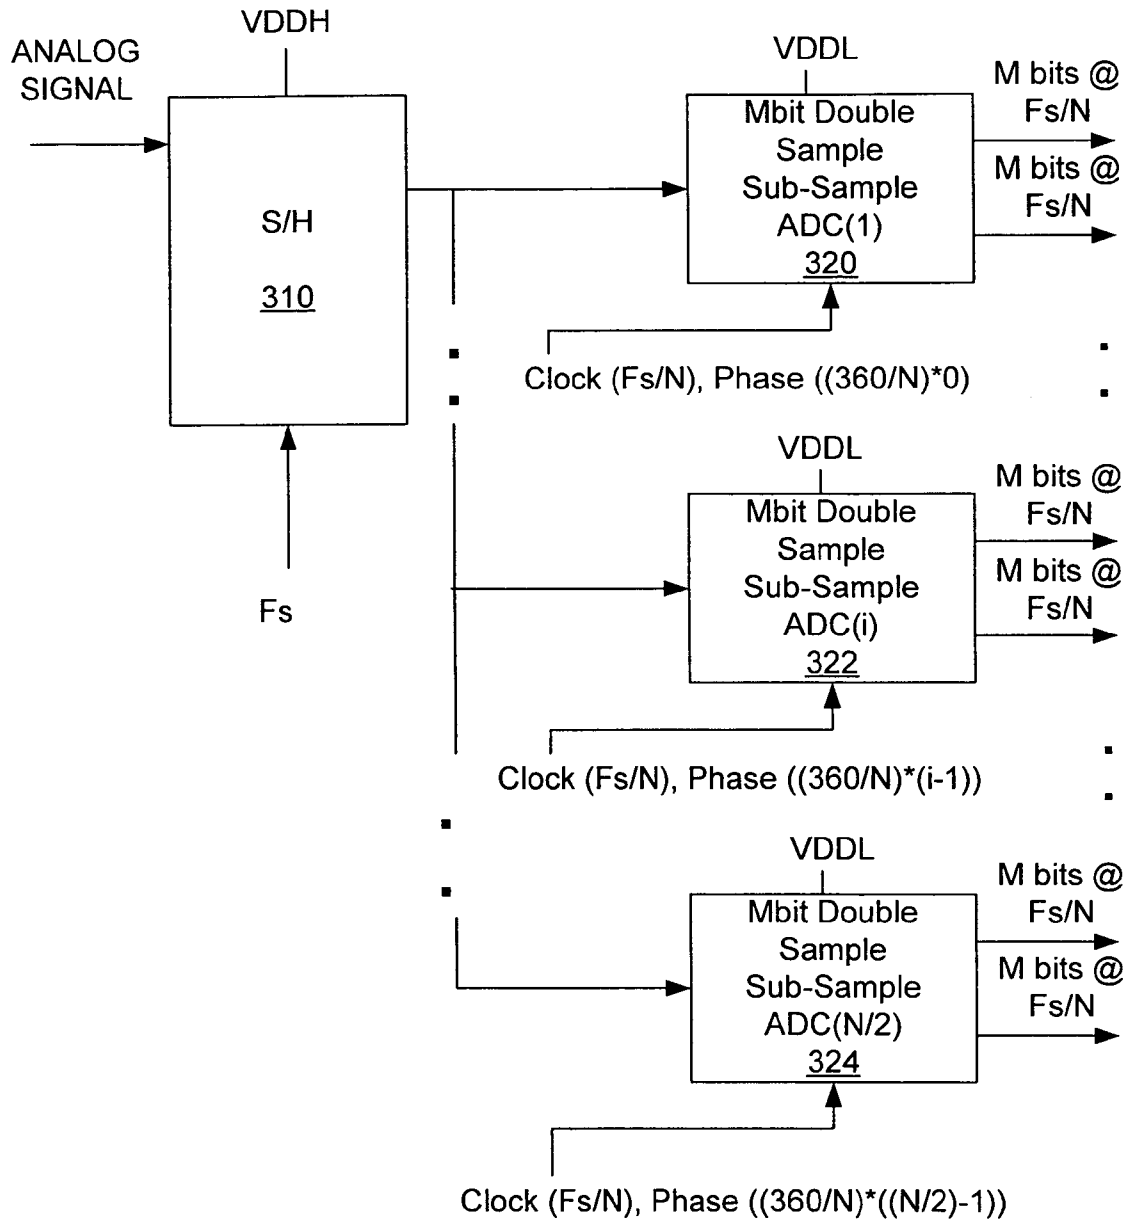 VDDH
ANALOG
SIGNAL
S/H
310
Fs
VDDL
Mbit Double
Sample
Sub-Sample
ADC(1)
320
M bits @
Fs/N
M bits @
Fs/N
Clock (Fs/N), Phase ((360/N)*0)
VDDL
Mbit Double
Sample
Sub-Sample
ADC(i)
322
M bits @
Fs/N
M bits @
Fs/N
Clock (Fs/N), Phase ((360/N)*(i-1))
VDDL
Mbit Double
Sample
Sub-Sample
ADC(N/2)
324
M bits @
Fs/N
M bits @
Fs/N
Clock (Fs/N), Phase ((360/N)*((N/2)-1))